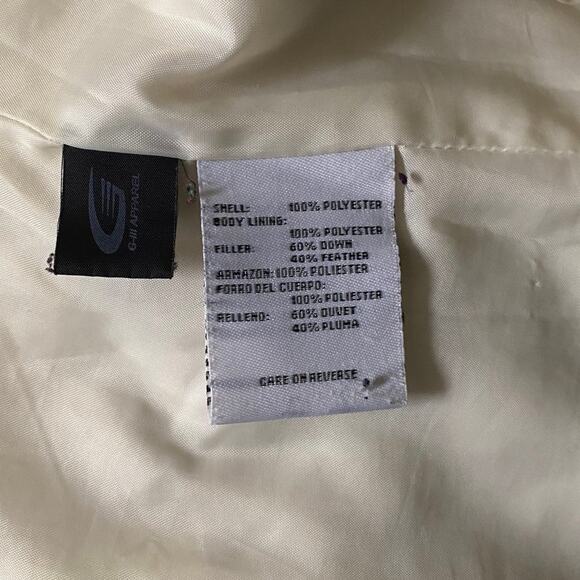 G-III APPAREL
SHELL: 100% POLYESTER
BODY LINING:
100% POLYESTER
FILLER: 60% DOWN
40% FEATHER
ARMAZON: 100% POLIESTER
FORRO DEL CUERPO:
100% POLIESTER
RELLENO: 60% DUVET
40% PLUMA
CARE ON REVERSE